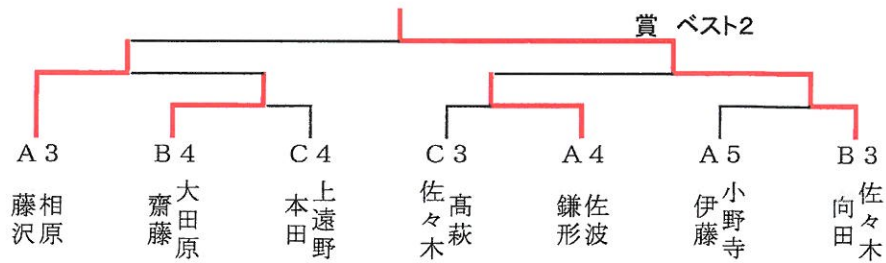 賞 ベスト2
A3 B4 C4 C3 A4 A5 B3
相原
藤沢
大田原
齋藤
上遠野
本田
髙萩
佐々木
佐波
鎌形
小野寺
伊藤
佐々木
向田